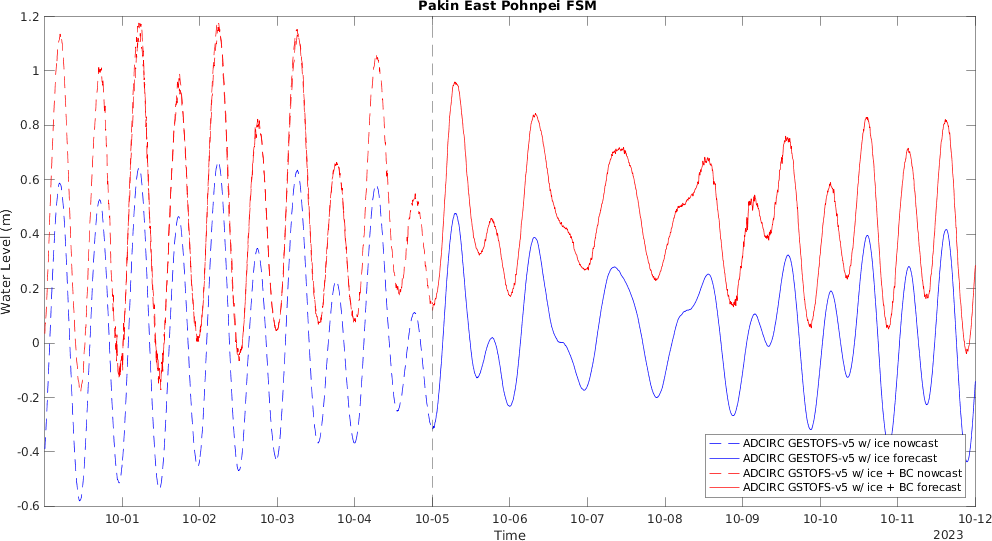 Pakin East Pohnpei FSM
1.2
1
0.8
0.6
0.4
0.2
0
-0.2
-0.4
-0.6
Water Level (m)
ADCIRC GESTOFS-v5 w/ ice nowcast
ADCIRC GESTOFS-v5 w/ ice forecast
ADCIRC GSTOFS-v5 w/ ice + BC nowcast
ADCIRC GSTOFS-v5 w/ ice + BC forecast
10-01 10-02 10-03 10-04 10-05 10-06 10-07 10-08 10-09 10-10 10-11 10-12
Time
2023